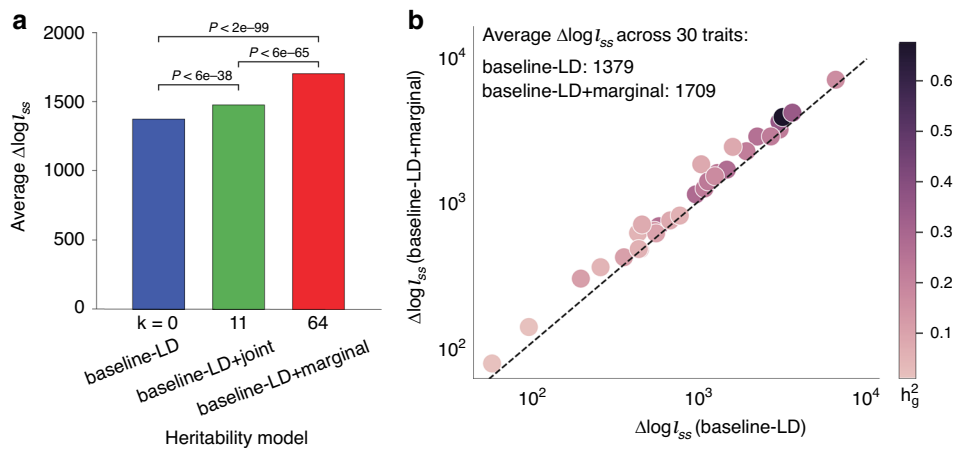 a
2000
1500
1000
500
0
Average Δlog l_ss
P < 2e–99
P < 6e–65
P < 6e–38
k = 0
11
64
baseline-LD
baseline-LD+joint
baseline-LD+marginal
Heritability model
b
Average Δlog l_ss across 30 traits:
baseline-LD: 1379
baseline-LD+marginal: 1709
10^4
10^3
10^2
Δlog l_ss (baseline-LD+marginal)
10^2
10^3
10^4
Δlog l_ss (baseline-LD)
0.6
0.5
0.4
0.3
0.2
0.1
h_g^2